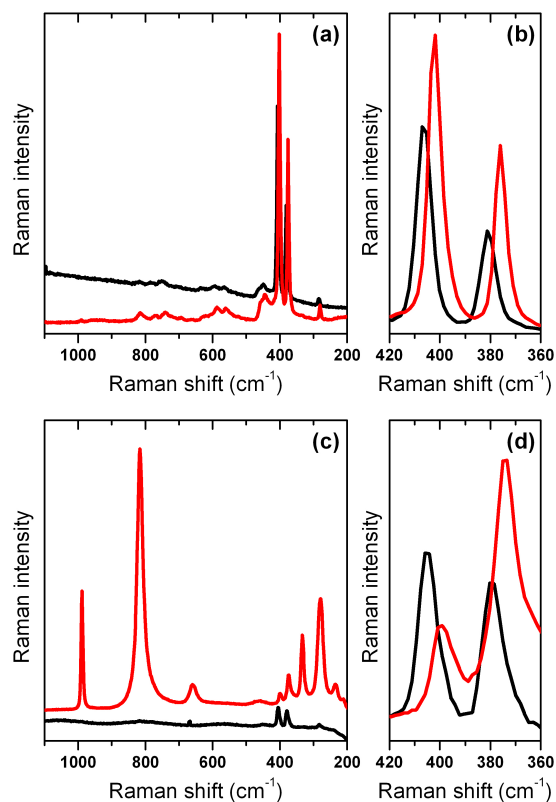 (a)
Raman intensity
1000 800 600 400 200
Raman shift (cm⁻¹)
(b)
Raman intensity
420 400 380 360
Raman shift (cm⁻¹)
(c)
Raman intensity
1000 800 600 400 200
Raman shift (cm⁻¹)
(d)
Raman intensity
420 400 380 360
Raman shift (cm⁻¹)